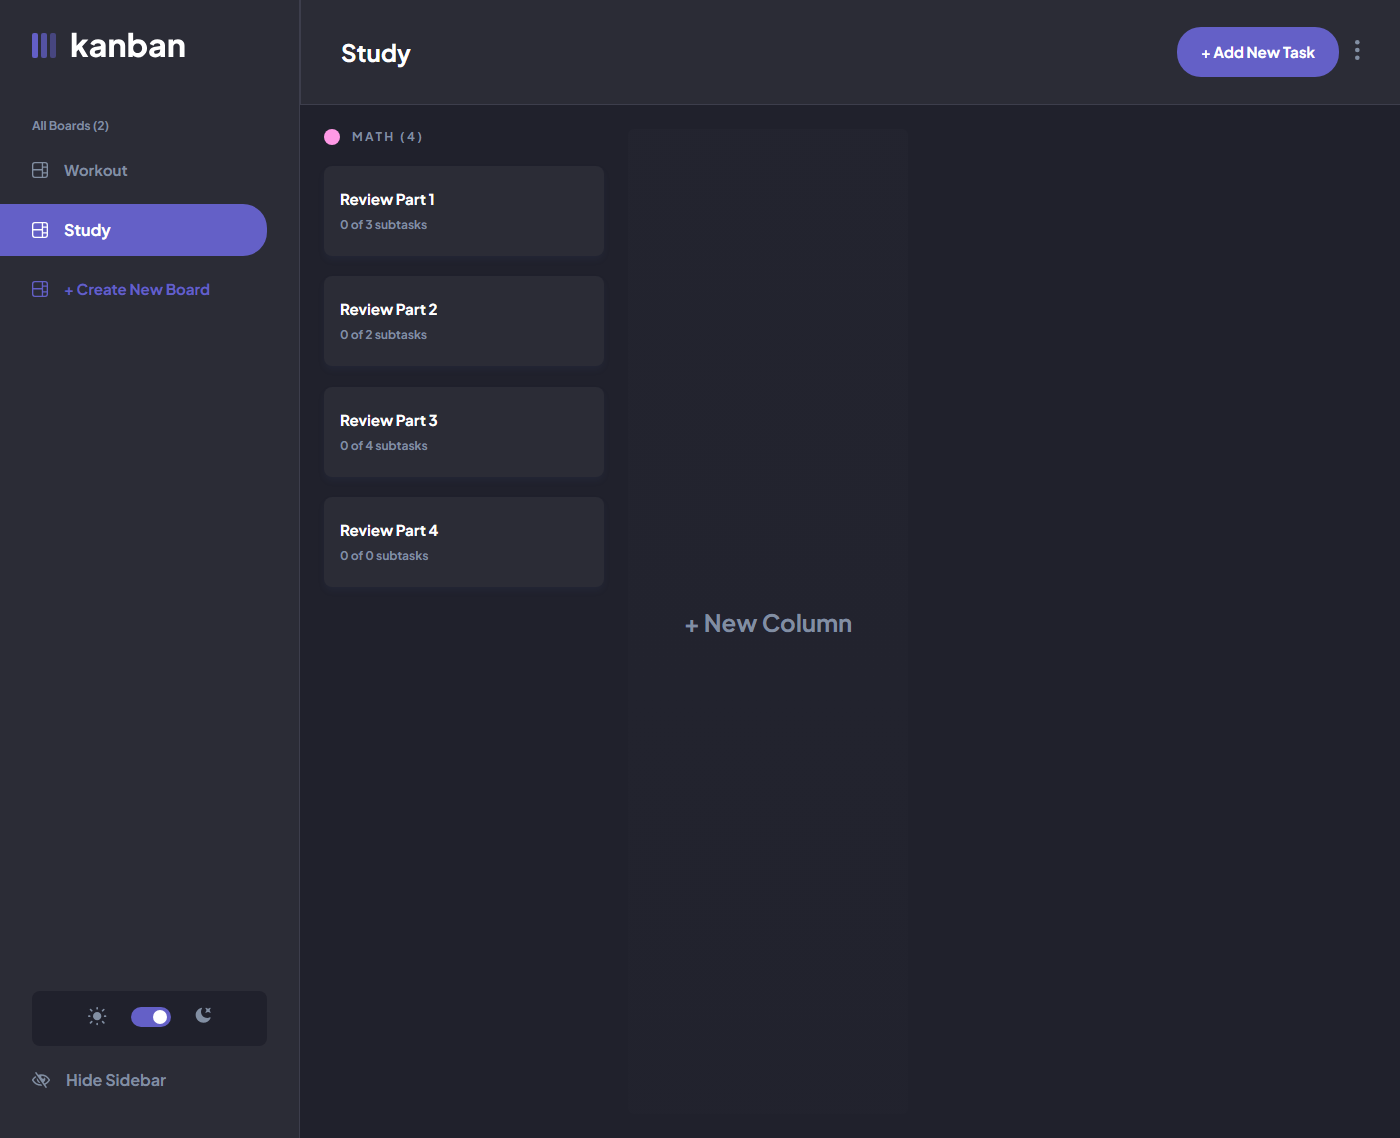 kanban
All Boards (2)
Workout
Study
+ Create New Board
Hide Sidebar
Study
+ Add New Task
MATH (4)
Review Part 1
0 of 3 subtasks
Review Part 2
0 of 2 subtasks
Review Part 3
0 of 4 subtasks
Review Part 4
0 of 0 subtasks
+ New Column